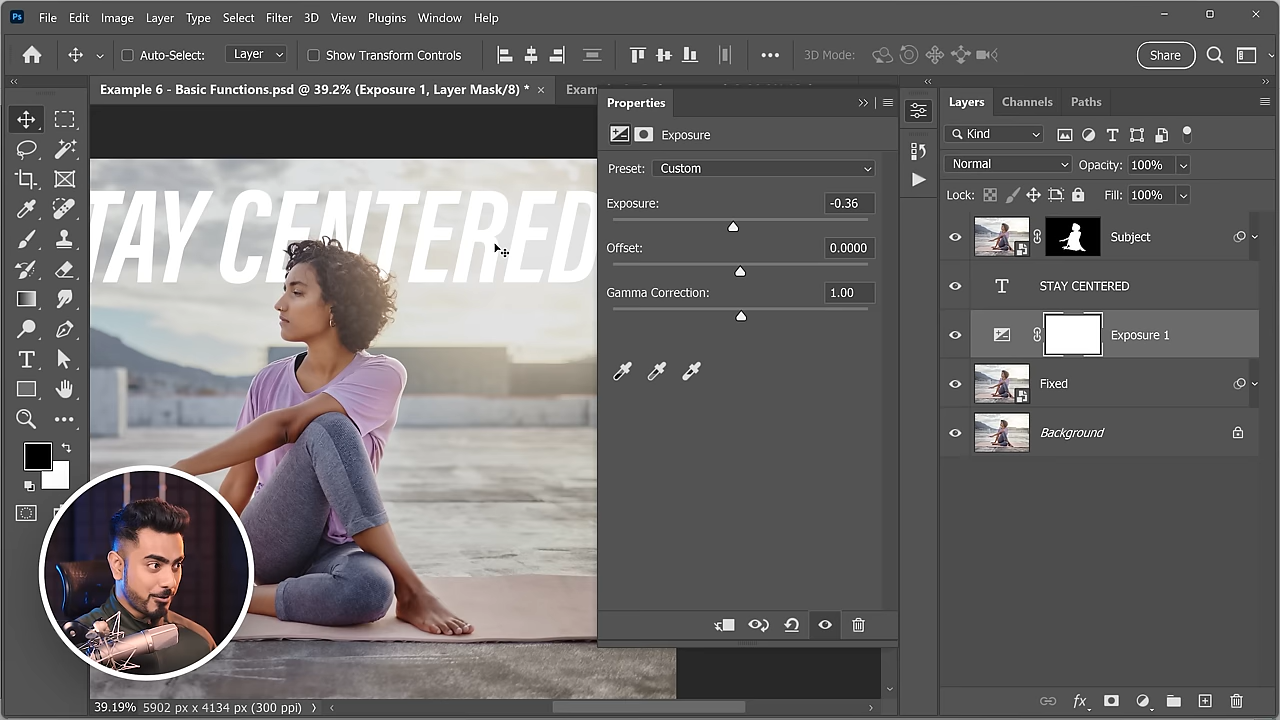 Ps File Edit Image Layer Type Select Filter 3D View Plugins Window Help
Auto-Select: Layer Show Transform Controls 3D Mode: Share
Example 6 - Basic Functions.psd @ 39.2% (Exposure 1, Layer Mask/8) * × Exam
Properties
Exposure
Preset: Custom
Exposure: -0.36
Offset: 0.0000
Gamma Correction: 1.00
TAY CENTERED
Layers Channels Paths
Kind
Normal Opacity: 100%
Lock: Fill: 100%
Subject
T STAY CENTERED
Exposure 1
Fixed
Background
39.19% 5902 px x 4134 px (300 ppi)
fx